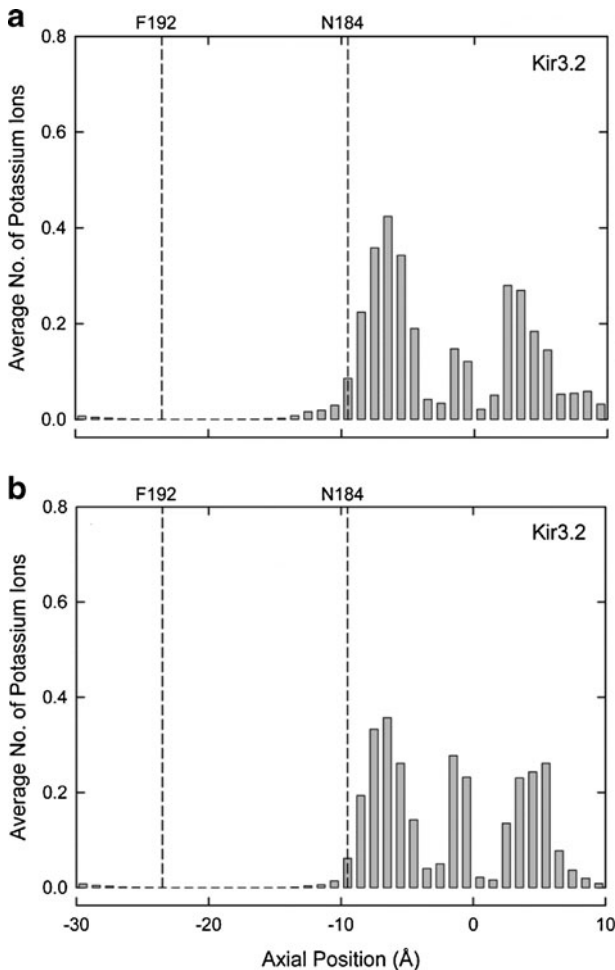 a
F192 N184
Kir3.2
Average No. of Potassium Ions
0.8
0.6
0.4
0.2
0.0
b
F192 N184
Kir3.2
Average No. of Potassium Ions
0.8
0.6
0.4
0.2
0.0
-30 -20 -10 0 10
Axial Position (Å)